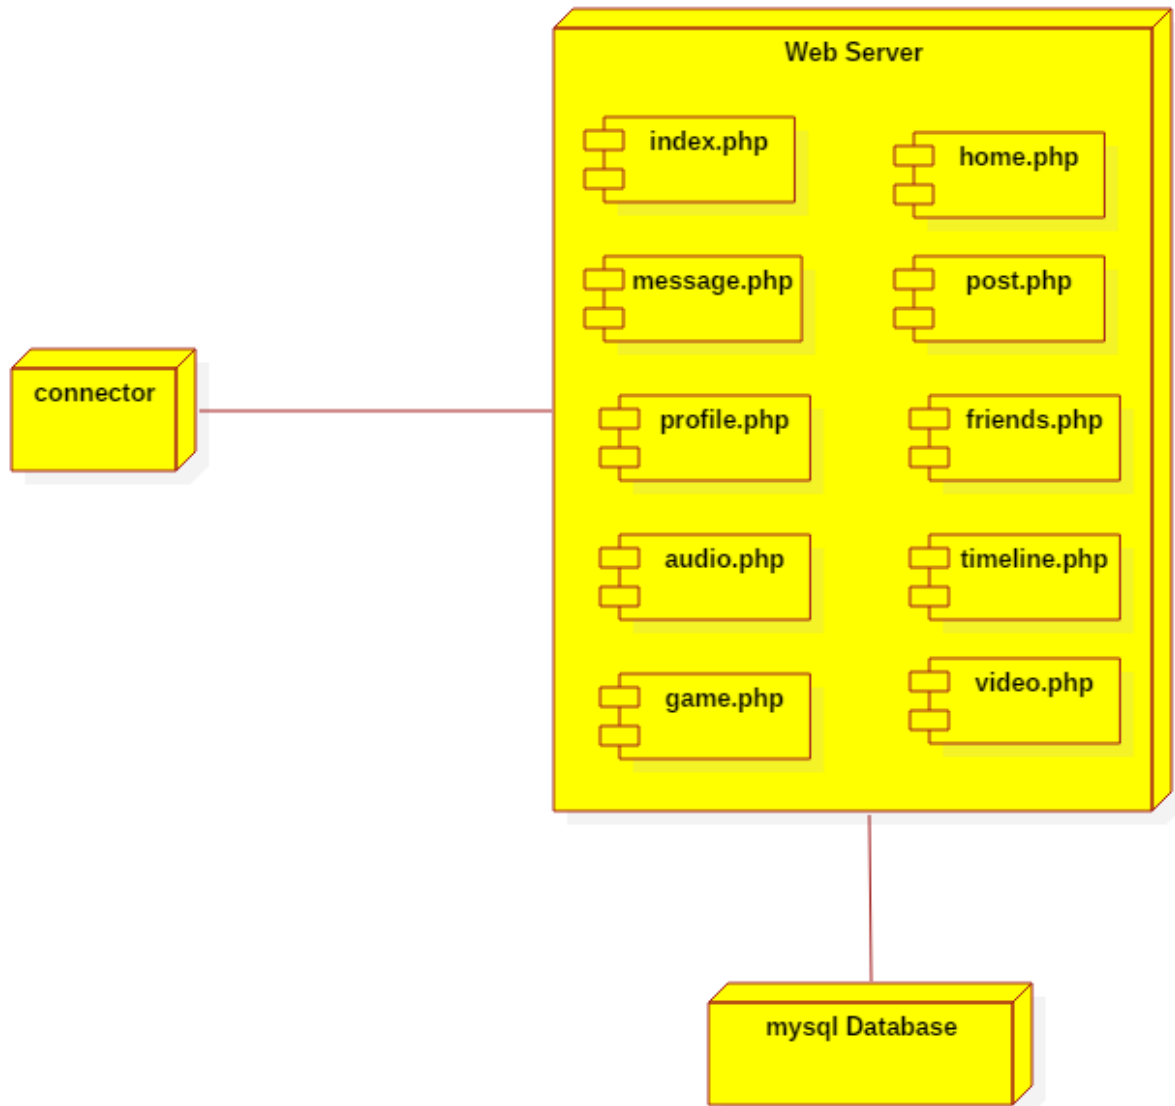 Web Server
index.php
home.php
message.php
post.php
connector
profile.php
friends.php
audio.php
timeline.php
game.php
video.php
mysql Database